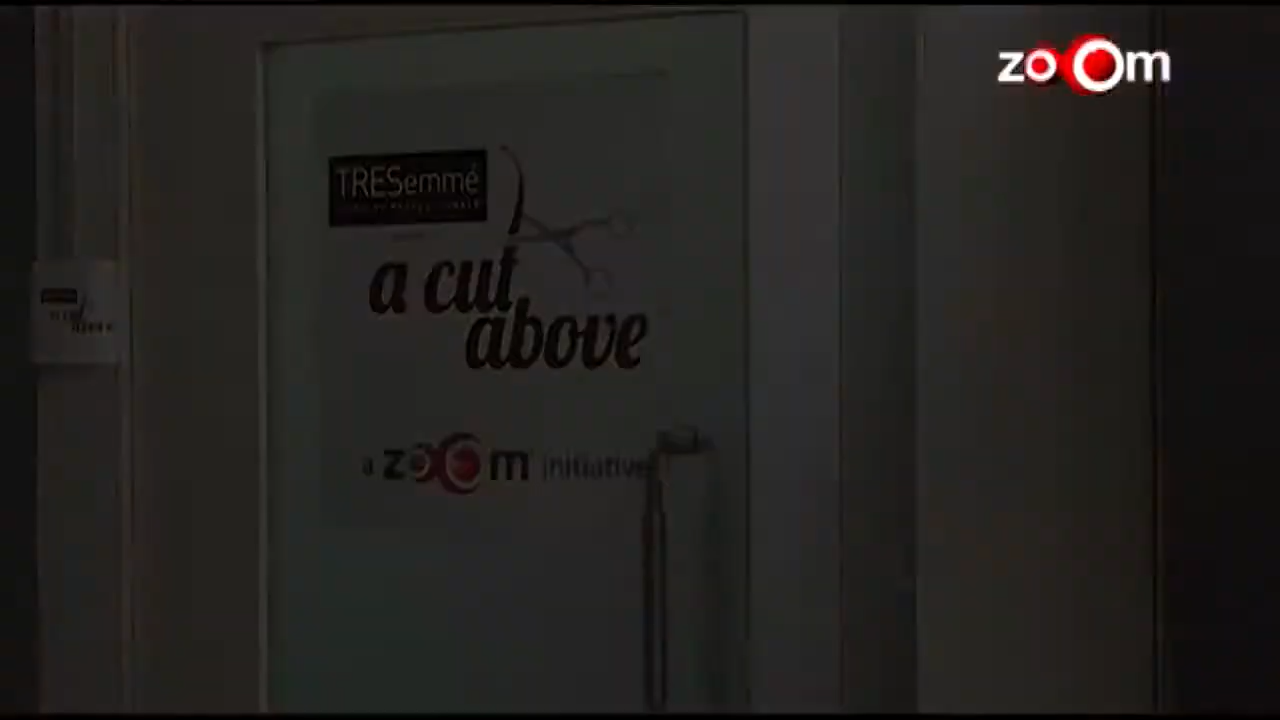 zoom
TRESemmé
a cut
above
a zoom initiative